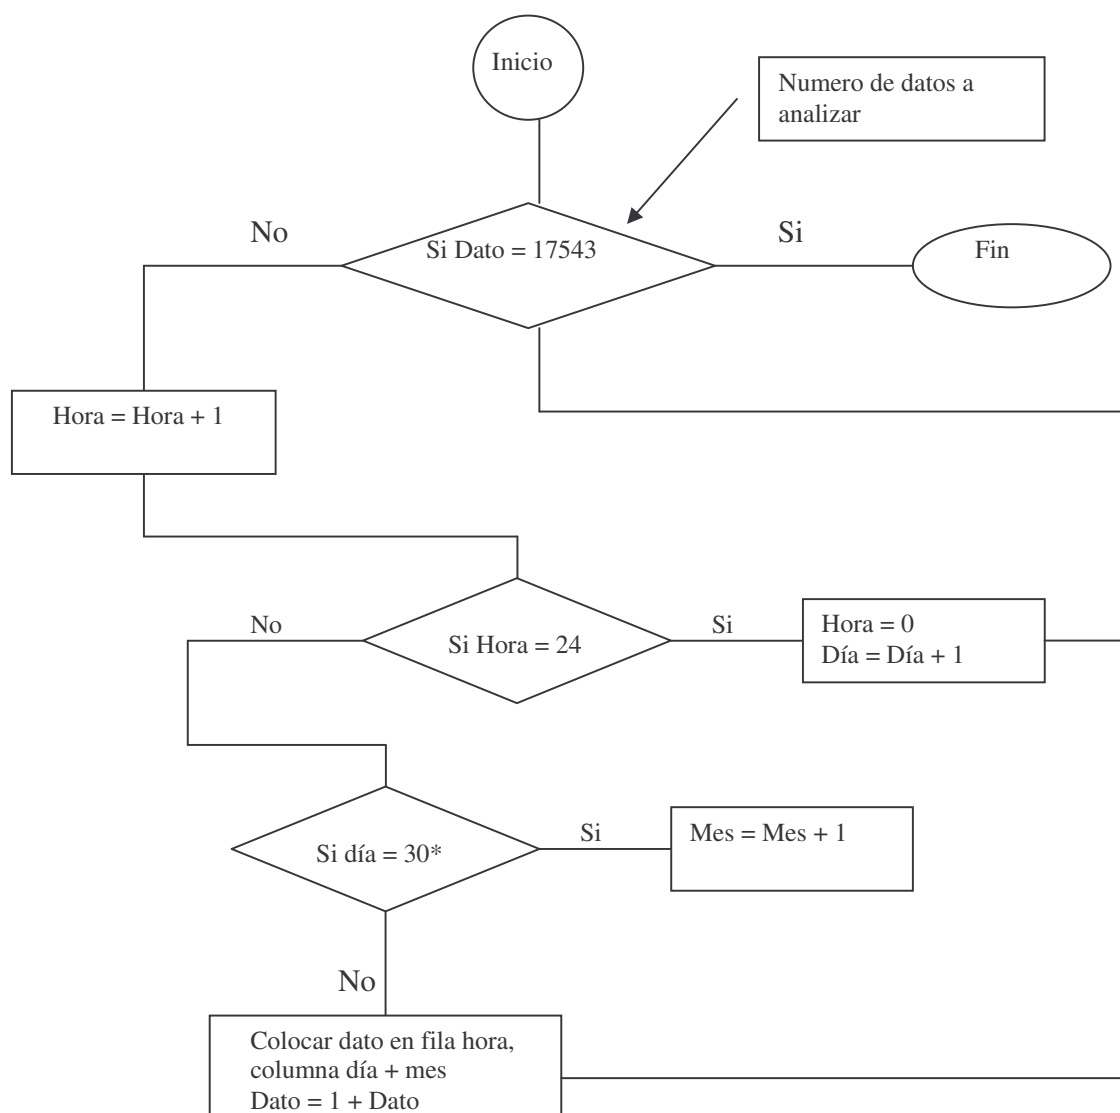 Inicio
Numero de datos a
analizar
No
Si Dato = 17543
Si
Fin
Hora = Hora + 1
No
Si Hora = 24
Si
Hora = 0
Día = Día + 1
Si día = 30*
Si
Mes = Mes + 1
No
Colocar dato en fila hora,
columna día + mes
Dato = 1 + Dato